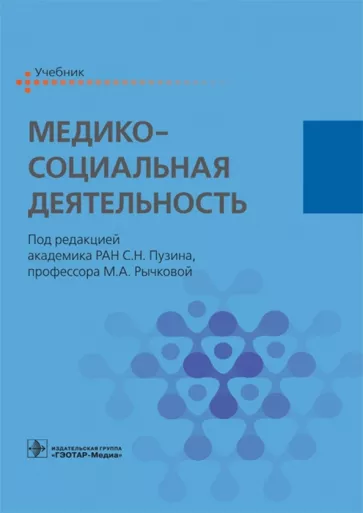 Учебник
МЕДИКО-
СОЦИАЛЬНАЯ
ДЕЯТЕЛЬНОСТЬ
Под редакцией
академика РАН С.Н. Пузина,
профессора М.А. Рычковой
ИЗДАТЕЛЬСКАЯ ГРУППА
«ГЭОТАР-Медиа»